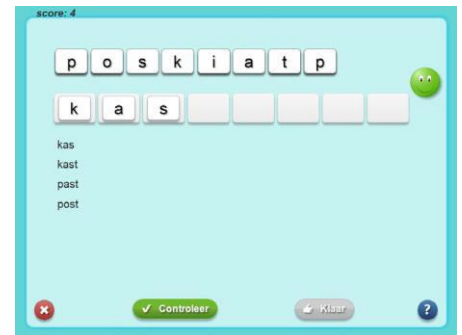 score: 4
p o s k i a t p
k a s
kas
kast
past
post
Controleer Klaar ?